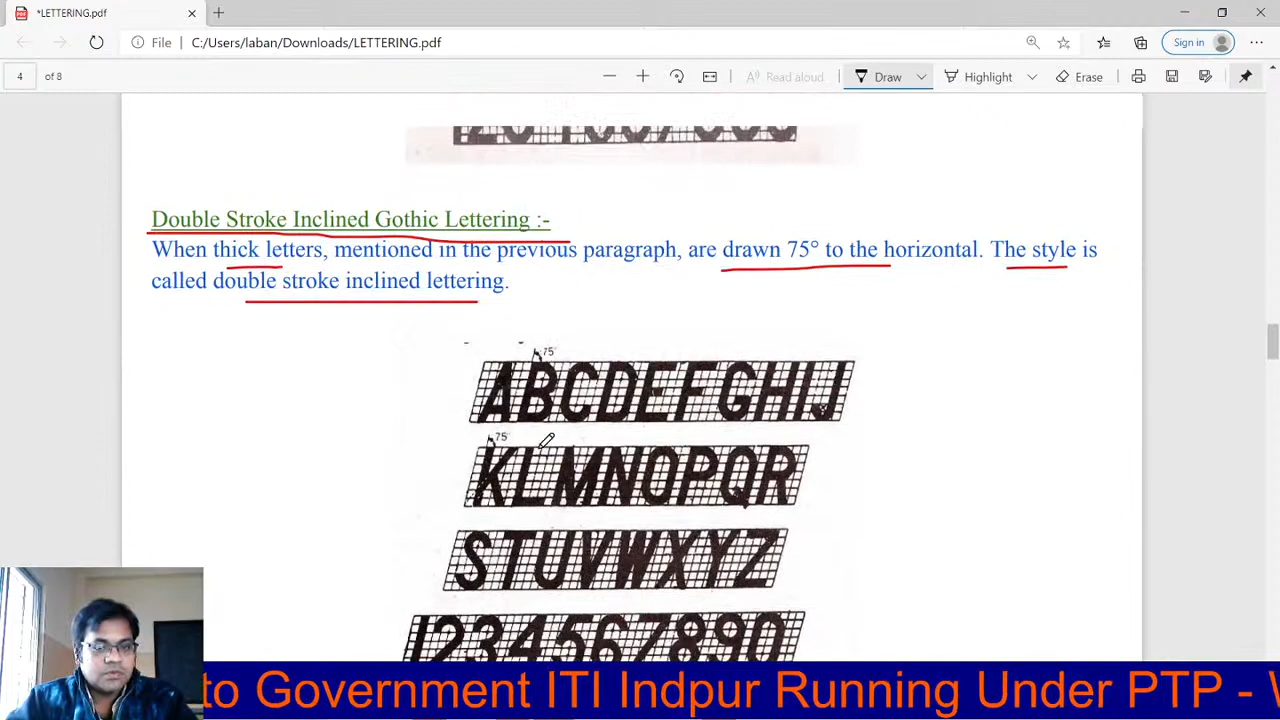 *LETTERING.pdf
File C:/Users/laban/Downloads/LETTERING.pdf
Sign in
4 of 8
Read aloud
Draw
Highlight
Erase
Double Stroke Inclined Gothic Lettering :-
When thick letters, mentioned in the previous paragraph, are drawn 75° to the horizontal. The style is
called double stroke inclined lettering.
75°
ABCDEFGHIJ
75°
KLMNOPQR
STUVWXYZ
1234567890
to Government ITI Indpur Running Under PTP - W